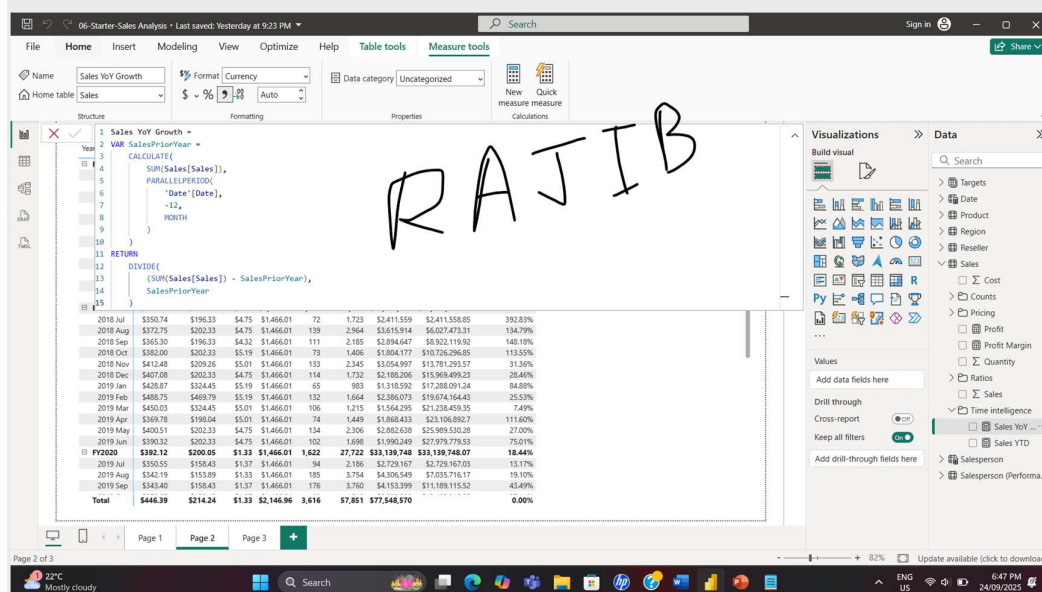 06-Starter-Sales Analysis • Last saved: Yesterday at 9:23 PM
Search
Sign in
File Home Insert Modeling View Optimize Help Table tools Measure tools
Share
Name Sales YoY Growth
Home table Sales
Structure
$% Format Currency
$ % 9 Auto
Formatting
Data category Uncategorized
Properties
New measure
Quick measure
Calculations
Year
1 Sales YoY Growth =
2 VAR SalesPriorYear =
3 CALCULATE(
4 SUM(Sales[Sales]),
5 PARALLELPERIOD(
6 'Date'[Date],
7 -12,
8 MONTH
9 )
10 )
11 RETURN
12 DIVIDE(
13 (SUM(Sales[Sales]) - SalesPriorYear),
14 SalesPriorYear
15 )
RAJIB
2018 Jul $350.74 $196.33 $4.75 $1,466.01 72 1,723 $2,411,559 $2,411,558.85 392.83%
2018 Aug $372.75 $202.33 $4.75 $1,466.01 139 2,964 $3,615,914 $6,027,473.31 134.79%
2018 Sep $365.30 $196.33 $4.32 $1,466.01 111 2,185 $2,894,647 $8,922,119.92 148.18%
2018 Oct $382.00 $202.33 $5.19 $1,466.01 73 1,406 $1,804,177 $10,726,296.85 113.55%
2018 Nov $412.48 $209.26 $5.01 $1,466.01 133 2,345 $3,054,997 $13,781,293.57 31.36%
2018 Dec $407.08 $202.33 $4.75 $1,466.01 114 1,732 $2,188,206 $15,969,499.23 28.46%
2019 Jan $428.87 $324.45 $5.19 $1,466.01 65 983 $1,318,592 $17,288,091.24 84.88%
2019 Feb $488.75 $469.79 $5.19 $1,466.01 132 1,664 $2,386,073 $19,674,164.43 25.53%
2019 Mar $450.03 $324.45 $5.01 $1,466.01 106 1,215 $1,564,295 $21,238,459.35 7.49%
2019 Apr $369.78 $198.04 $5.01 $1,466.01 74 1,449 $1,868,433 $23,106,892.7 111.60%
2019 May $400.51 $202.33 $4.75 $1,466.01 134 2,306 $2,882,638 $25,989,530.28 27.00%
2019 Jun $390.32 $202.33 $4.75 $1,466.01 102 1,698 $1,990,249 $27,979,779.53 75.01%
FY2020 $392.12 $200.05 $1.33 $1,466.01 1,622 27,722 $33,139,748 $33,139,748.07 18.44%
2019 Jul $350.55 $158.43 $1.37 $1,466.01 94 2,186 $2,729,167 $2,729,167.03 13.17%
2019 Aug $342.19 $153.89 $1.33 $1,466.01 185 3,754 $4,306,549 $7,035,716.17 19.10%
2019 Sep $343.40 $158.43 $1.37 $1,466.01 176 3,760 $4,153,399 $11,189,115.52 43.49%
Total $446.39 $214.24 $1.33 $2,146.96 3,616 57,851 $77,548,570 0.00%
Visualizations
Build visual
Values
Add data fields here
Drill through
Cross-report Off
Keep all filters On
Add drill-through fields here
Data
Search
Targets
Date
Product
Region
Reseller
Sales
Cost
Counts
Pricing
Profit
Profit Margin
Quantity
Ratios
Sales
Time intelligence
Sales YoY ...
Sales YTD
Salesperson
Salesperson (Performa...
Page 1 Page 2 Page 3
Page 2 of 3
82%
Update available (click to download
22°C
Mostly cloudy
Search
ENG
US
6:47 PM
24/09/2025